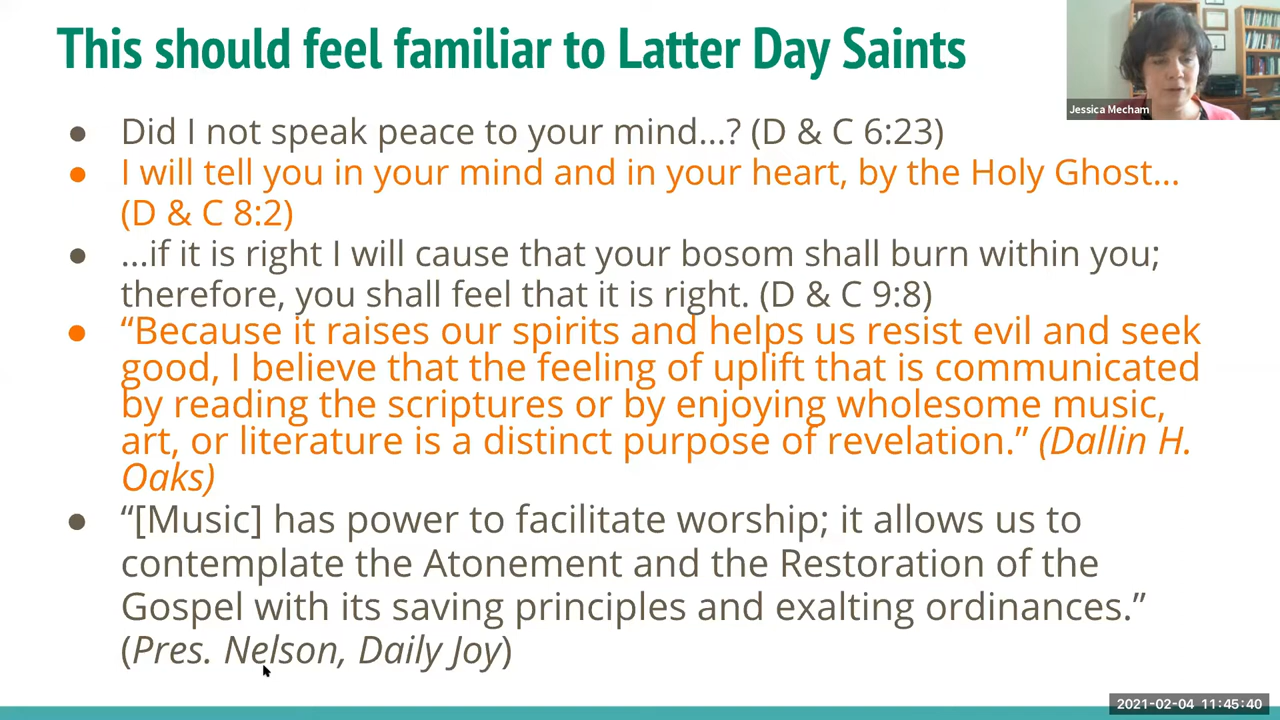 This should feel familiar to Latter Day Saints
Jessica Mecham
● Did I not speak peace to your mind…? (D & C 6:23)
● I will tell you in your mind and in your heart, by the Holy Ghost…
(D & C 8:2)
● …if it is right I will cause that your bosom shall burn within you;
therefore, you shall feel that it is right. (D & C 9:8)
● “Because it raises our spirits and helps us resist evil and seek
good, I believe that the feeling of uplift that is communicated
by reading the scriptures or by enjoying wholesome music,
art, or literature is a distinct purpose of revelation.” (Dallin H.
Oaks)
● “[Music] has power to facilitate worship; it allows us to
contemplate the Atonement and the Restoration of the
Gospel with its saving principles and exalting ordinances.”
(Pres. Nelson, Daily Joy)
2021-02-04 11:45:40